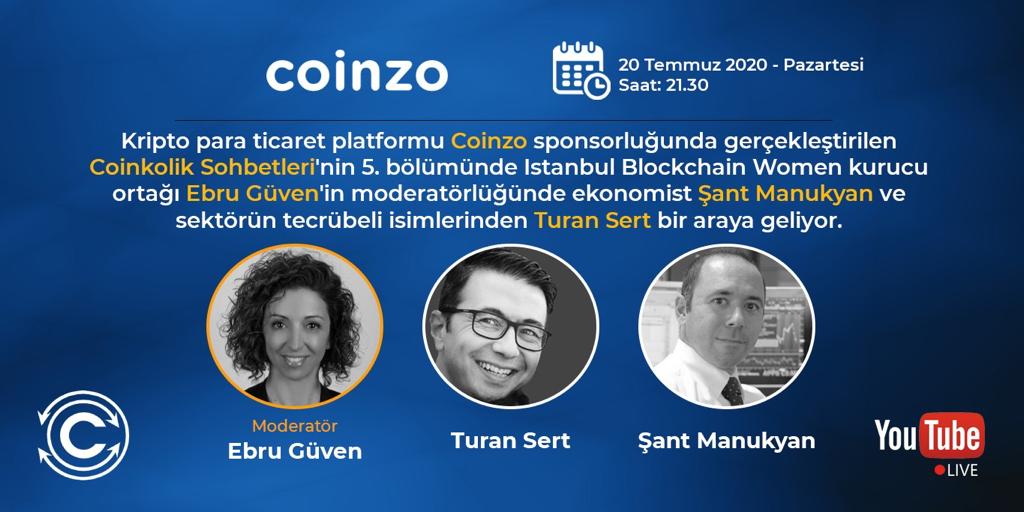 coinzo
20 Temmuz 2020 - Pazartesi
Saat: 21.30
Kripto para ticaret platformu Coinzo sponsorluğunda gerçekleştirilen
Coinkolik Sohbetleri'nin 5. bölümünde Istanbul Blockchain Women kurucu
ortağı Ebru Güven'in moderatörlüğünde ekonomist Şant Manukyan ve
sektörün tecrübeli isimlerinden Turan Sert bir araya geliyor.
Moderatör
Ebru Güven
Turan Sert
Şant Manukyan
C
YouTube
LIVE